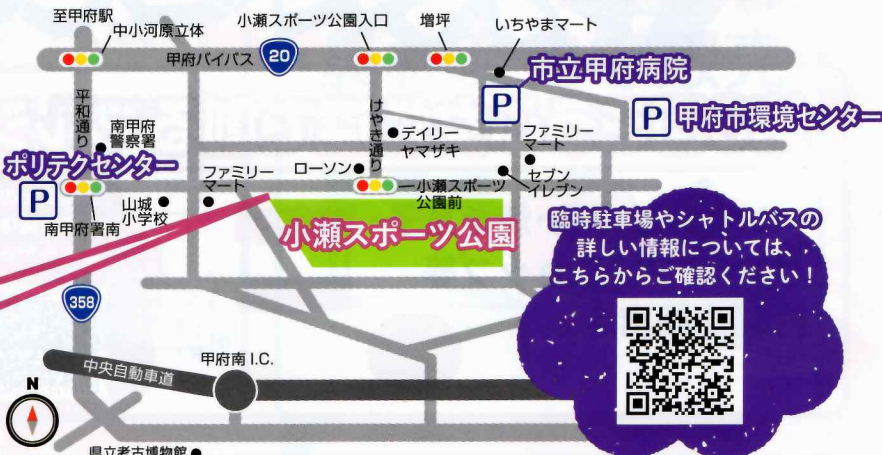 至甲府駅
中小河原立体
小瀬スポーツ公園入口
増坪
いちやまマート
甲府バイパス
20
市立甲府病院
P
P
甲府市環境センター
平和通り
けやき通り
南甲府
警察署
デイリー
ヤマザキ
ファミリー
マート
ポリテクセンター
P
ファミリー
マート
ローソン
セブン
イレブン
小瀬スポーツ
公園前
山城
小学校
南甲府署南
小瀬スポーツ公園
臨時駐車場やシャトルバスの
詳しい情報については、
こちらからご確認ください！
358
甲府南 I.C.
中央自動車道
N
県立考古博物館